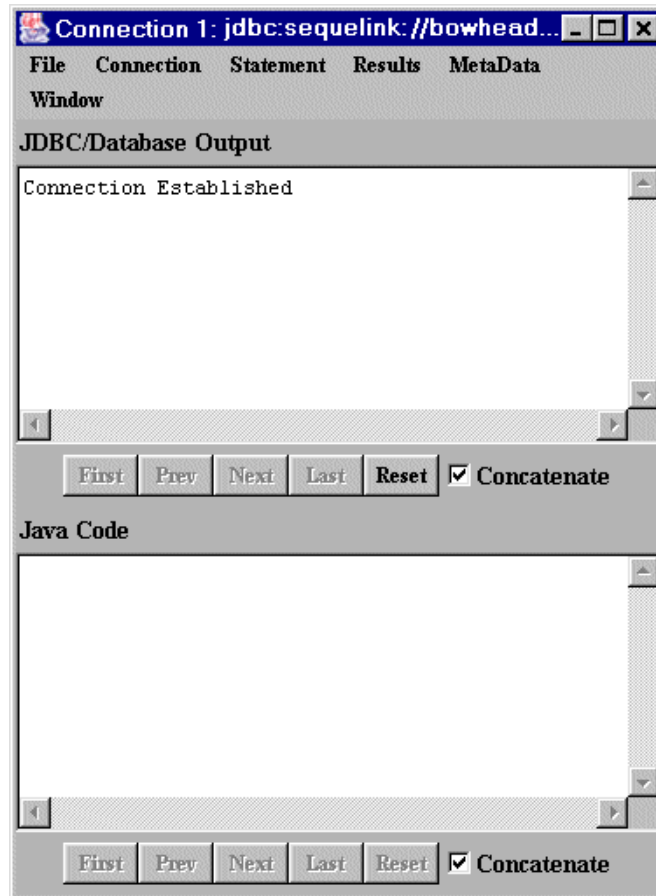 Connection 1: jdbc:sequelink://bowhead...
File Connection Statement Results MetaData
Window
JDBC/Database Output
Connection Established
First Prev Next Last Reset Concatenate
Java Code
First Prev Next Last Reset Concatenate